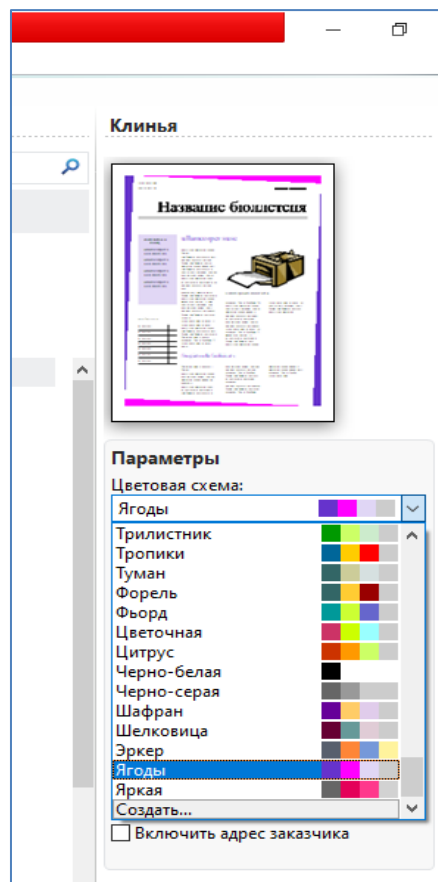 Клинья
Название бюллетеня
Параметры
Цветовая схема:
Ягоды
Трилистник
Тропики
Туман
Форель
Фьорд
Цветочная
Цитрус
Черно-белая
Черно-серая
Шафран
Шелковица
Эркер
Ягоды
Яркая
Создать...
Включить адрес заказчика